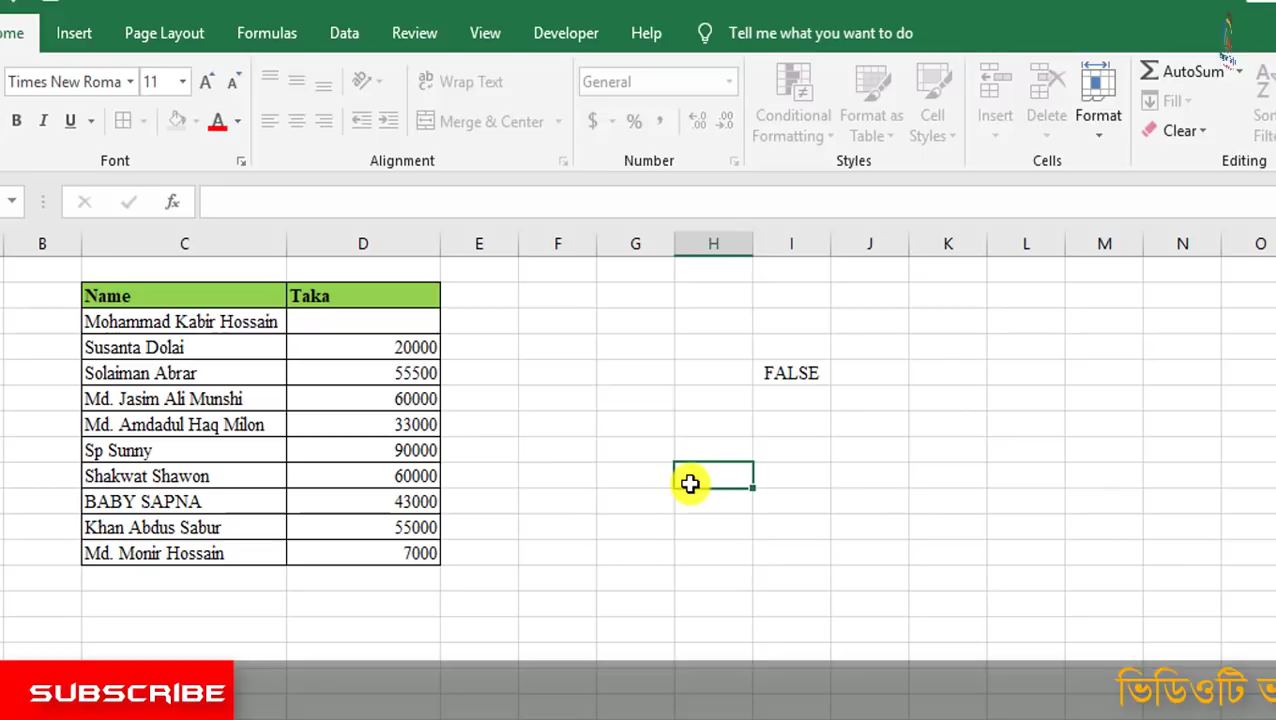 ome Insert Page Layout Formulas Data Review View Developer Help Tell me what you want to do
Times New Roma 11 Wrap Text General Conditional Formatting Format as Table Cell Styles Insert Delete Format AutoSum
B I U Merge & Center $ % , Fill
Clear
Font Alignment Number Styles Cells Editing
fx
B C D E F G H I J K L M N O
Name Taka
Mohammad Kabir Hossain
Susanta Dolai 20000
Solaiman Abrar 55500 FALSE
Md. Jasim Ali Munshi 60000
Md. Amdadul Haq Milon 33000
Sp Sunny 90000
Shakwat Shawon 60000
BABY SAPNA 43000
Khan Abdus Sabur 55000
Md. Monir Hossain 7000
SUBSCRIBE ভিডিওটি